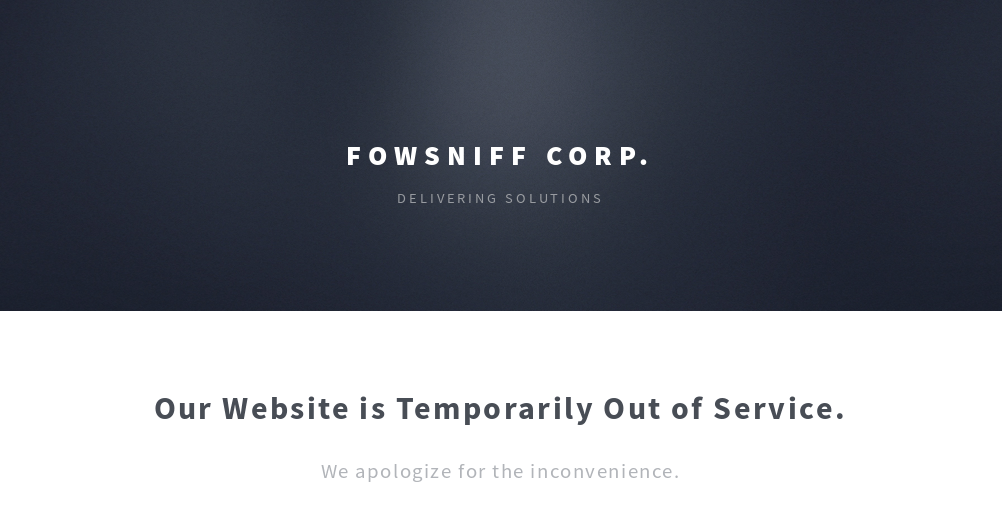 FOWSNIFF CORP.
DELIVERING SOLUTIONS
Our Website is Temporarily Out of Service.
We apologize for the inconvenience.